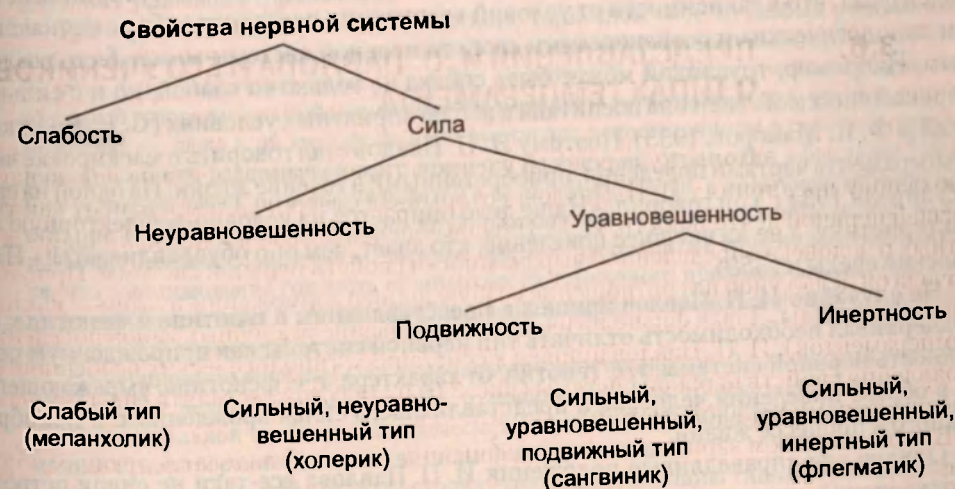 Свойства нервной системы
Слабость
Сила
Неуравновешенность
Уравновешенность
Подвижность
Инертность
Слабый тип
(меланхолик)
Сильный, неуравно-
вешенный тип
(холерик)
Сильный,
уравновешенный,
подвижный тип
(сангвиник)
Сильный,
уравновешенный,
инертный тип
(флегматик)